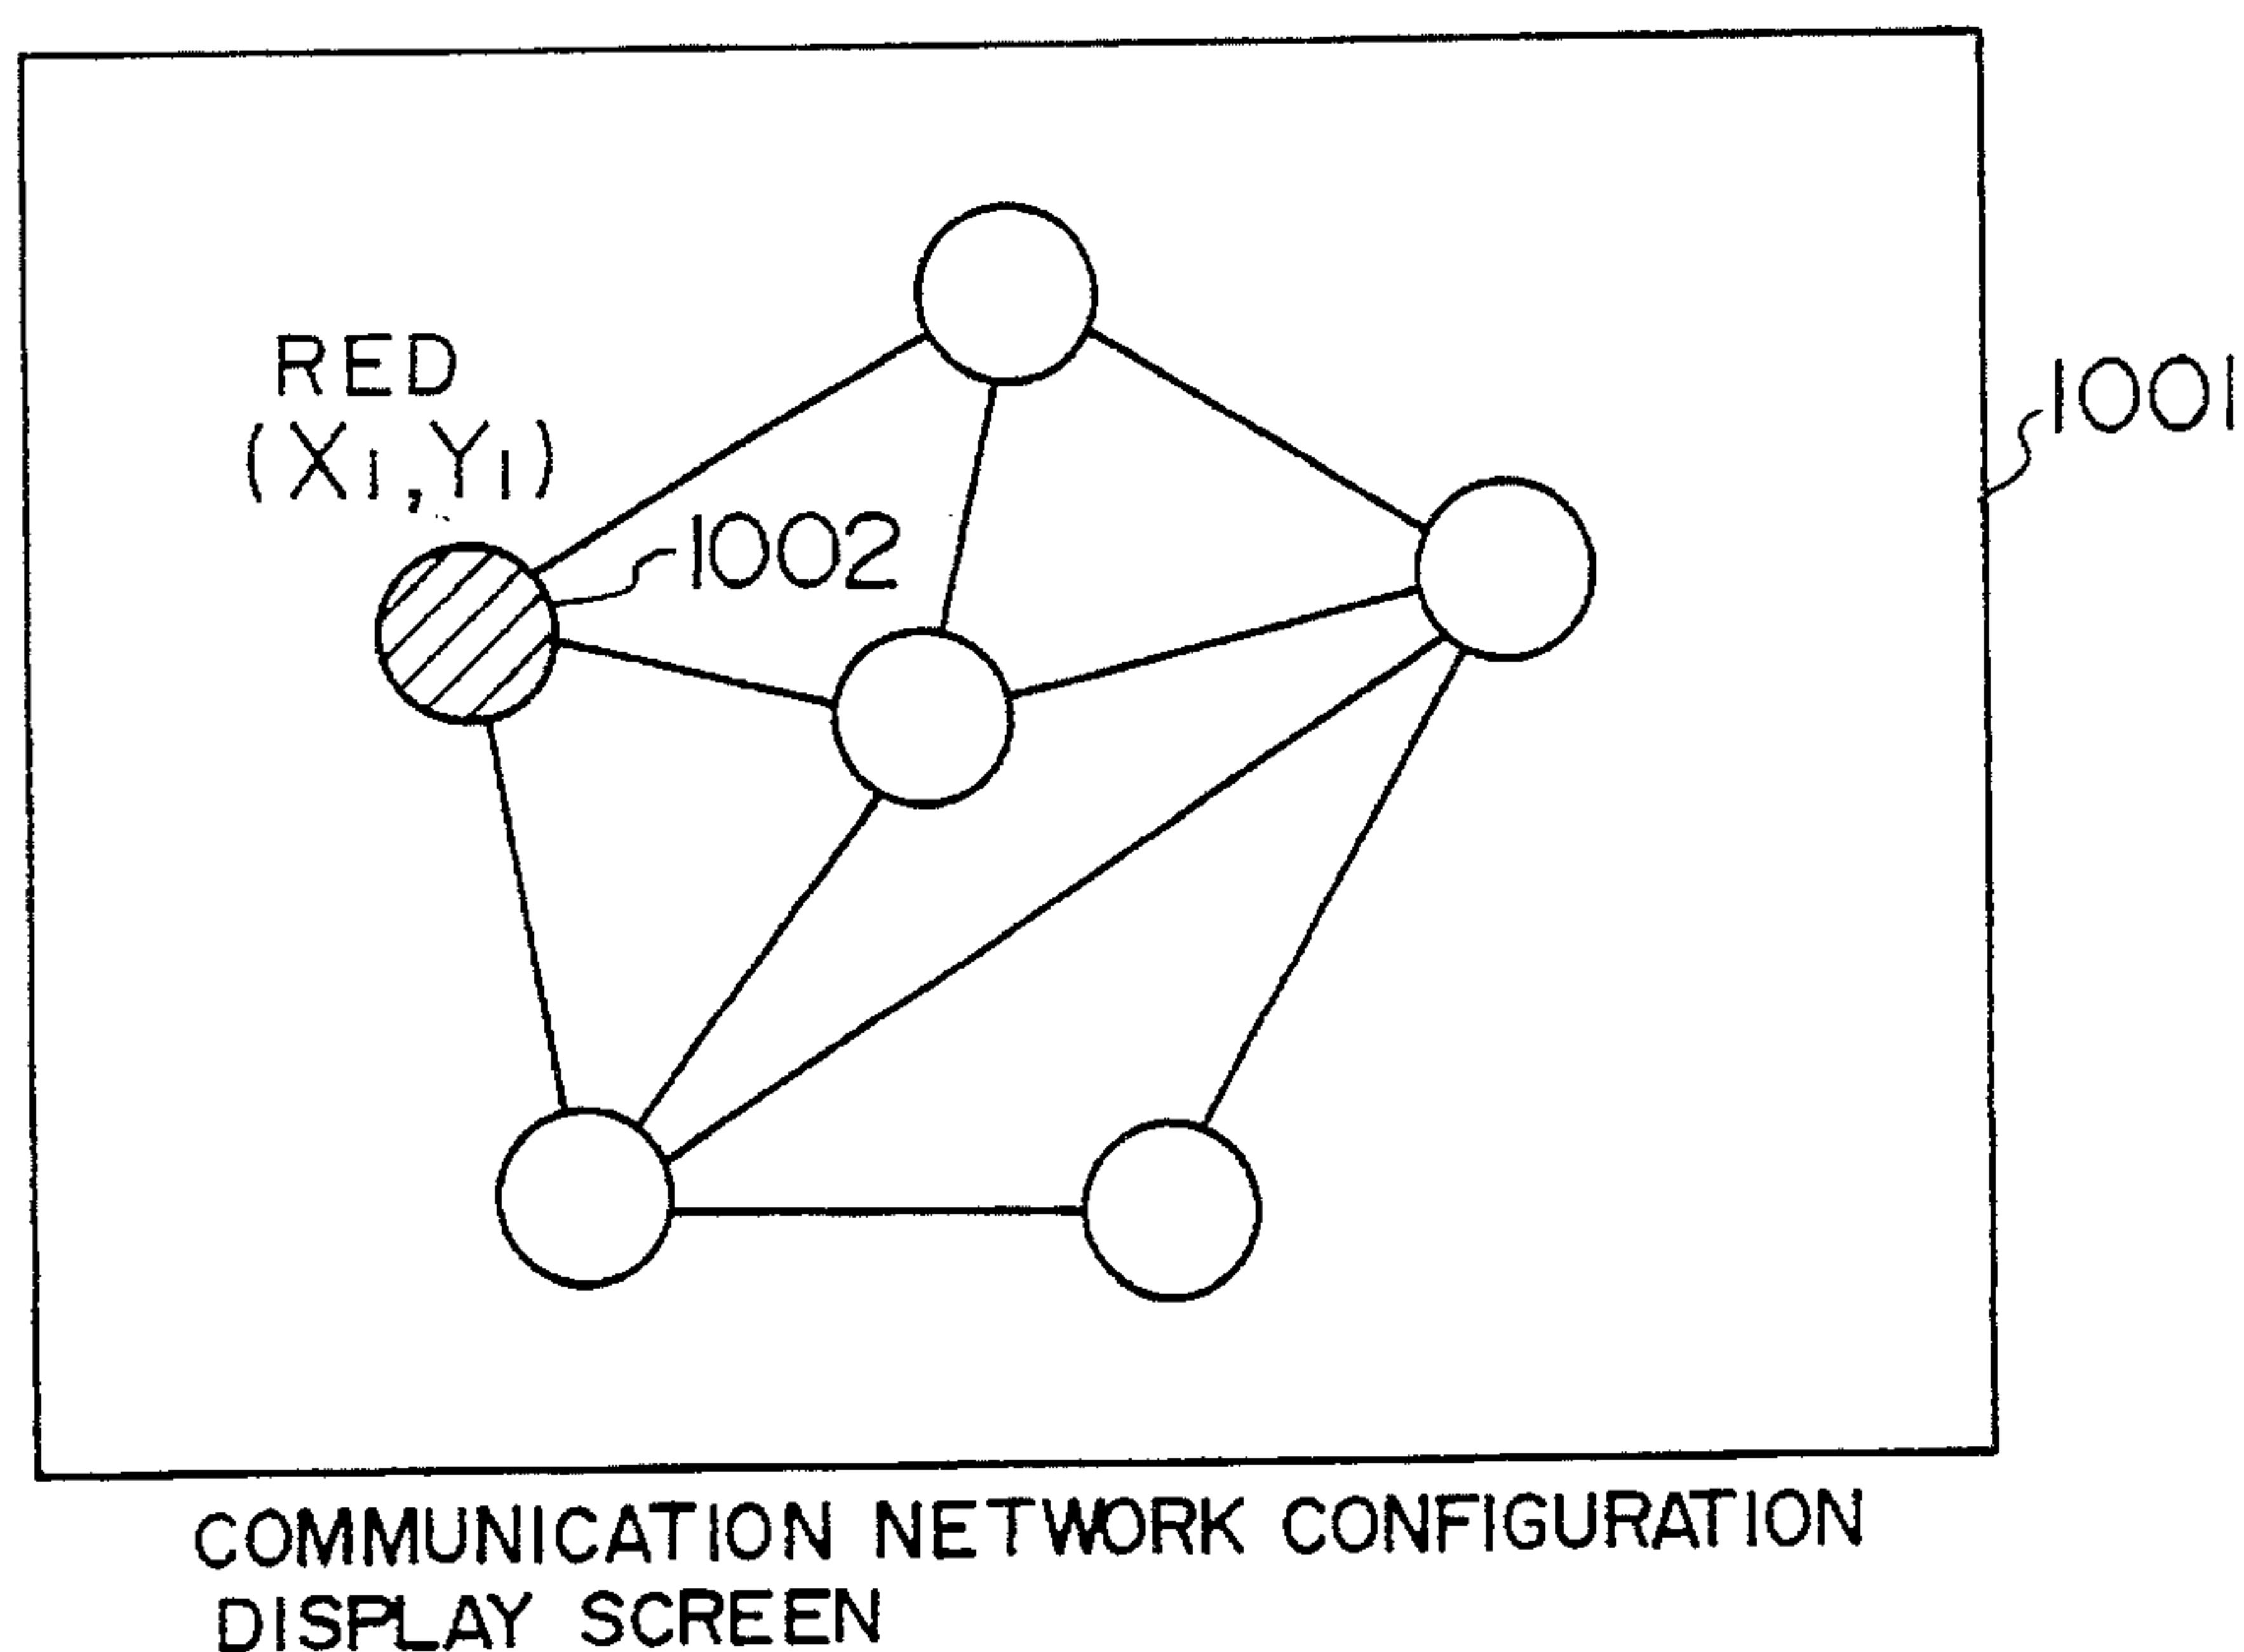 RED
(X1,Y1)
1002
1001
COMMUNICATION NETWORK CONFIGURATION
DISPLAY SCREEN